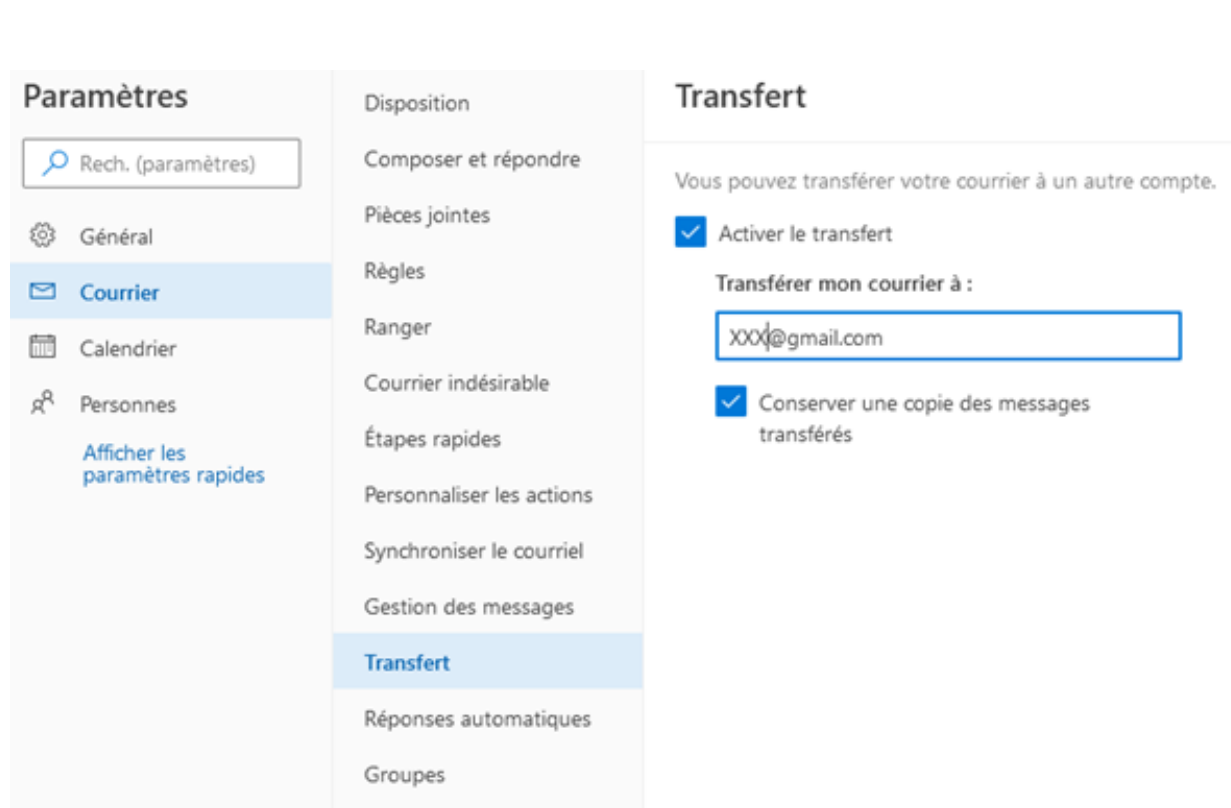 Paramètres
Rech. (paramètres)
Général
Courrier
Calendrier
Personnes
Afficher les
paramètres rapides
Disposition
Composer et répondre
Pièces jointes
Règles
Ranger
Courrier indésirable
Étapes rapides
Personnaliser les actions
Synchroniser le courriel
Gestion des messages
Transfert
Réponses automatiques
Groupes
Transfert
Vous pouvez transférer votre courrier à un autre compte.
Activer le transfert
Transférer mon courrier à :
XXX@gmail.com
Conserver une copie des messages
transférés